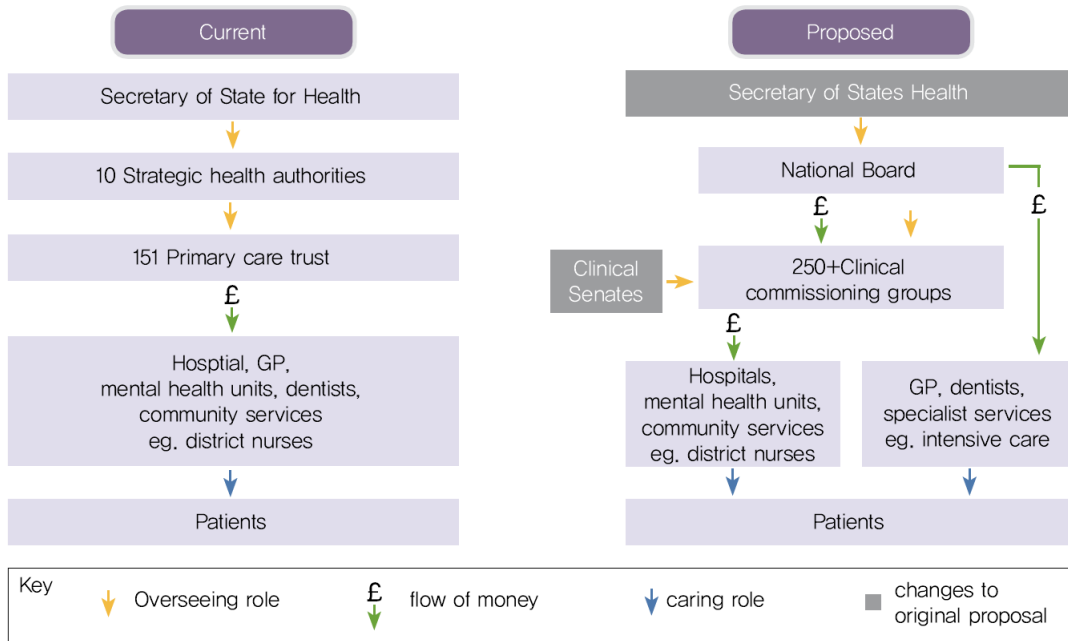 Current
Secretary of State for Health
10 Strategic health authorities
151 Primary care trust
£
Hosptial, GP,
mental health units, dentists,
community services
eg. district nurses
Patients
Proposed
Secretary of States Health
National Board
£
£
Clinical
Senates
250+Clinical
commissioning groups
£
Hospitals,
mental health units,
community services
eg. district nurses
GP, dentists,
specialist services
eg. intensive care
Patients
Key
Overseeing role
£
flow of money
caring role
changes to
original proposal